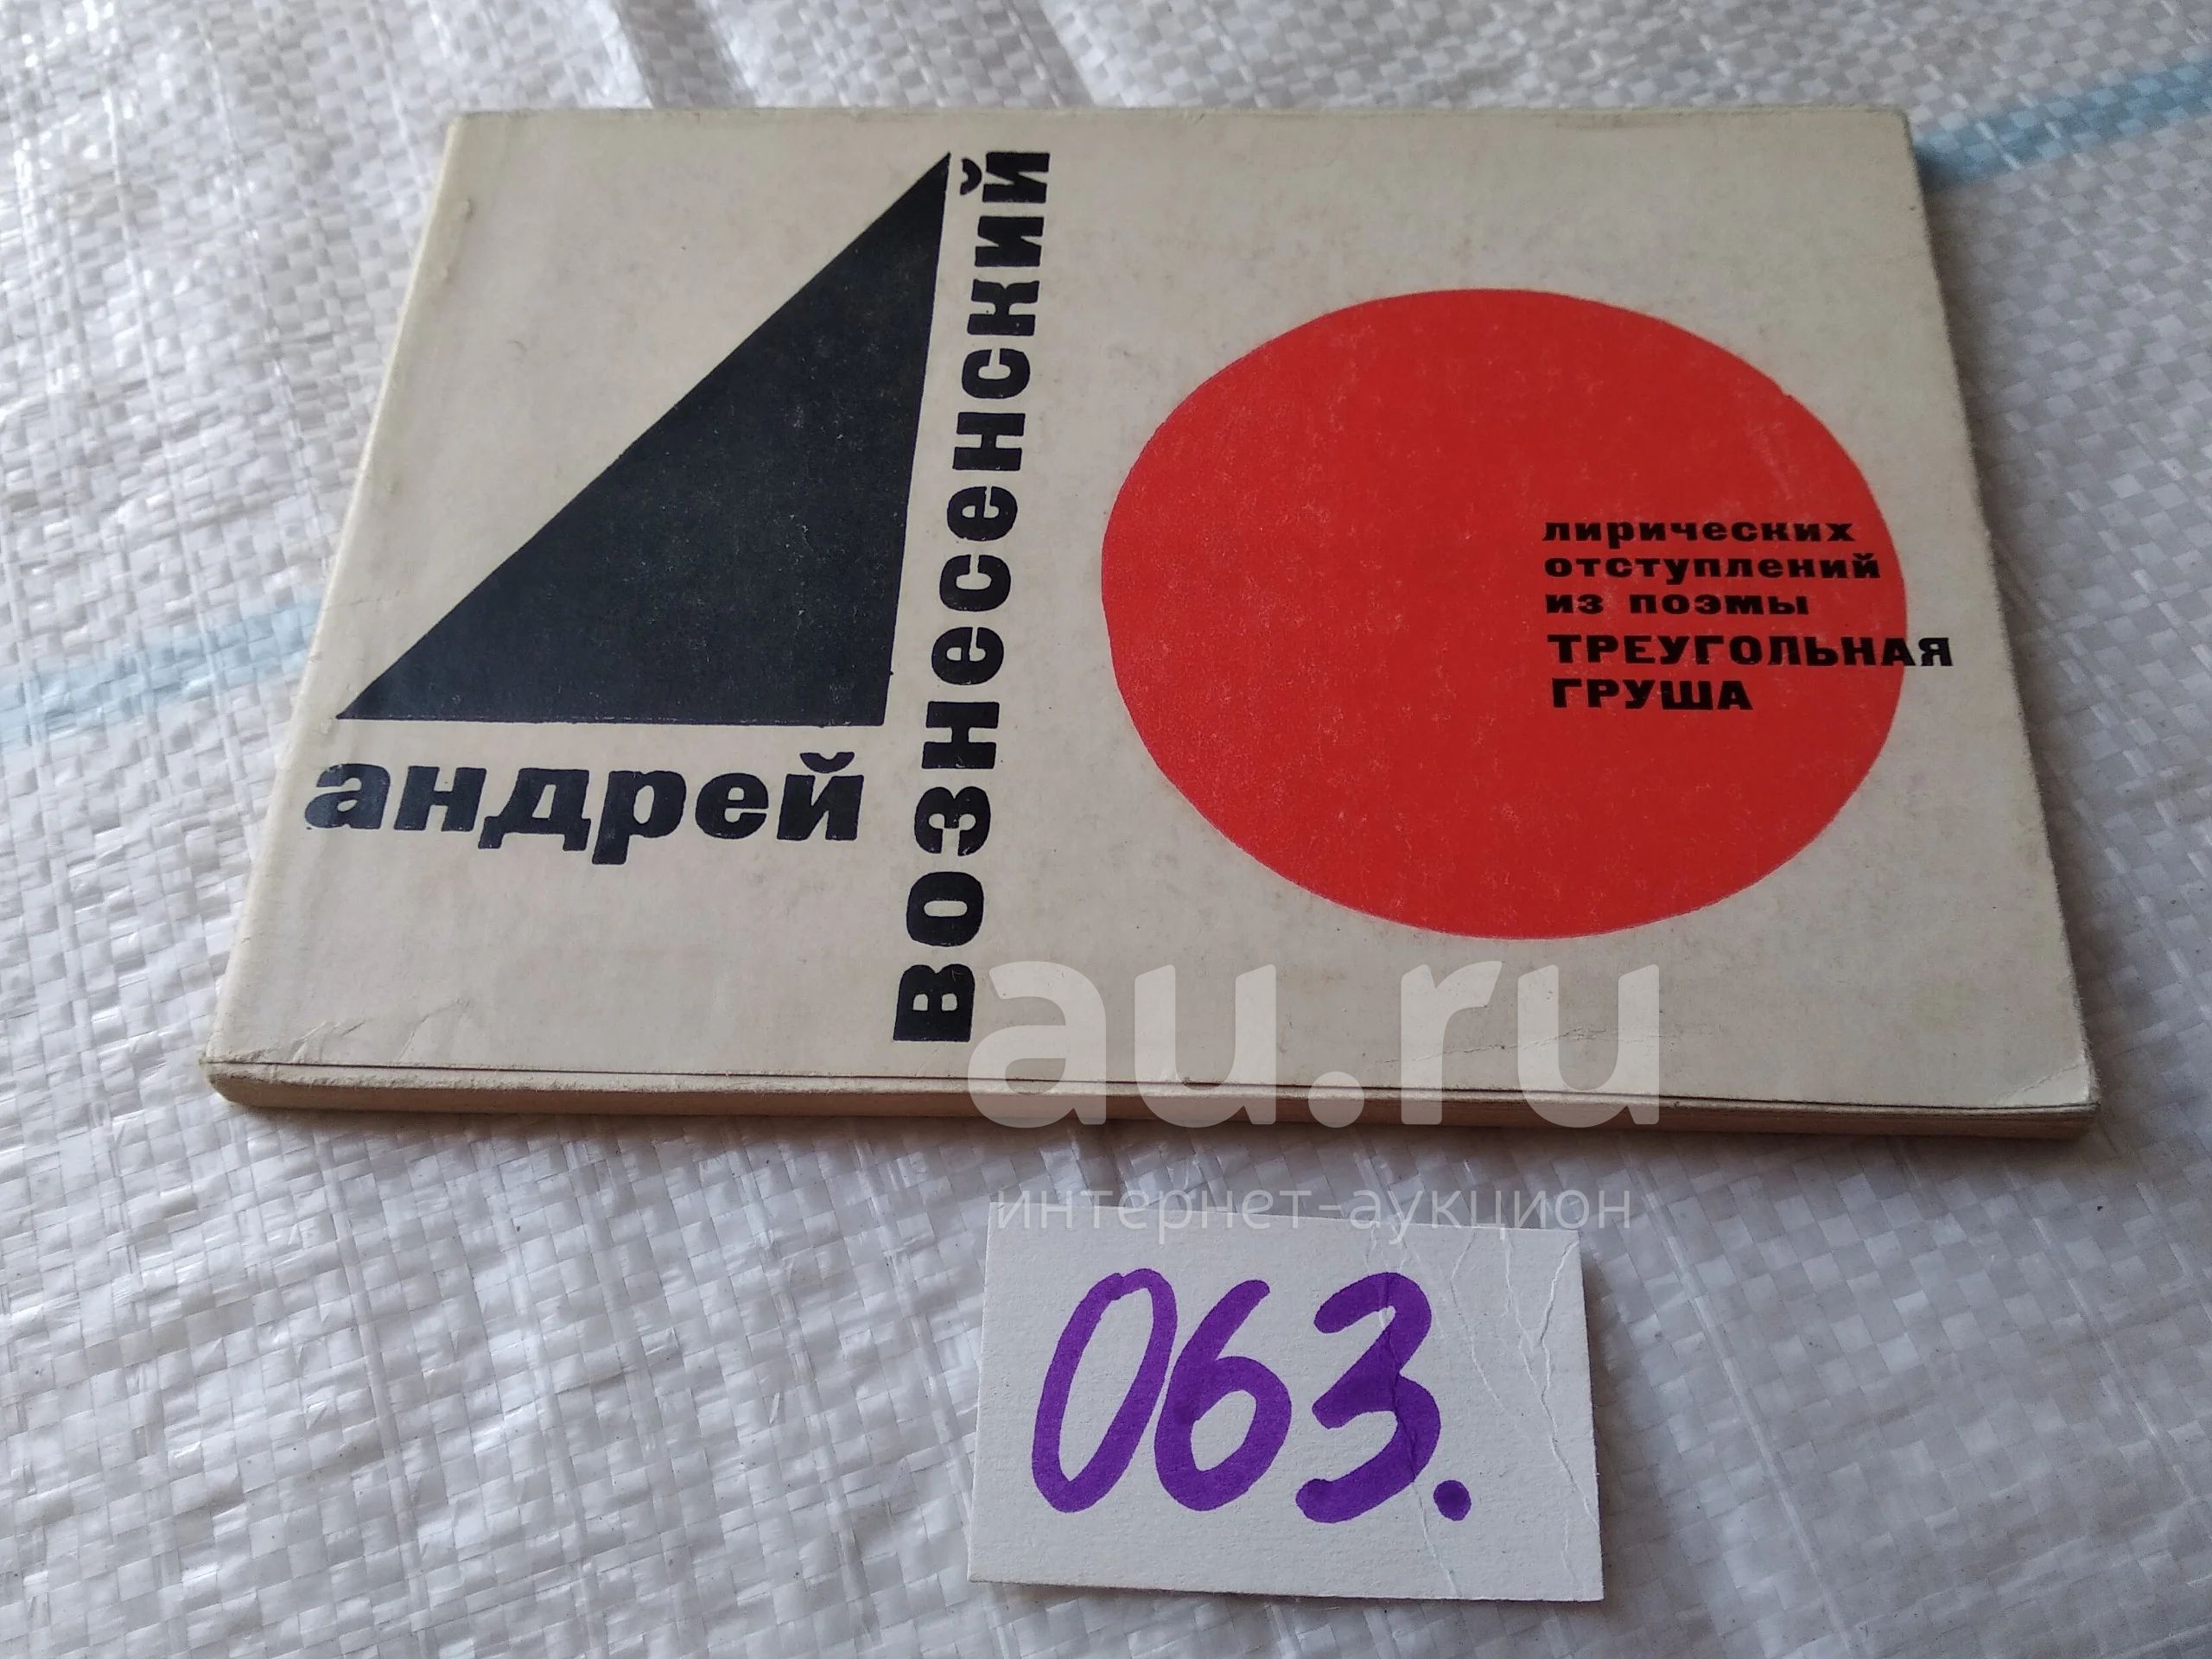 андрей
вознесенский
лирических
отступлений
из поэмы
ТРЕУГОЛЬНАЯ
ГРУША
au.ru
интернет-аукцион
063.